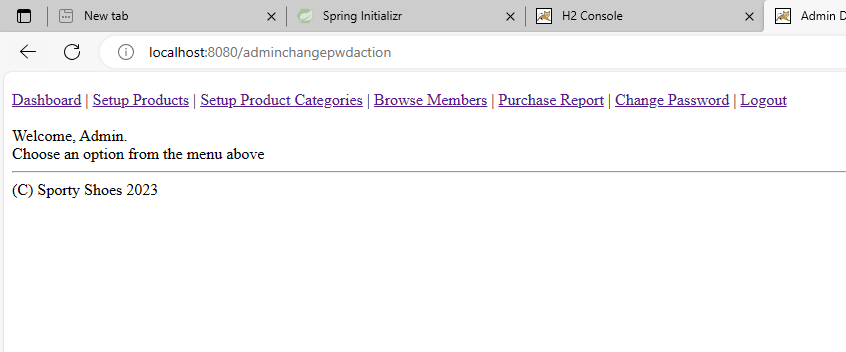 New tab
Spring Initializr
H2 Console
Admin D
localhost:8080/adminchangepwdaction
Dashboard | Setup Products | Setup Product Categories | Browse Members | Purchase Report | Change Password | Logout
Welcome, Admin.
Choose an option from the menu above
(C) Sporty Shoes 2023